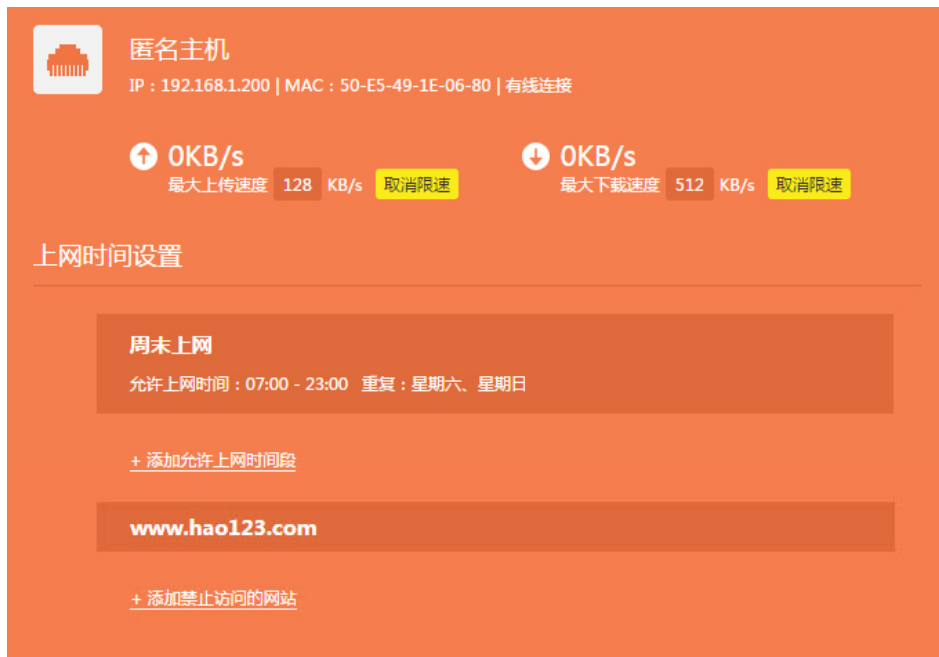 匿名主机
IP：192.168.1.200 | MAC：50-E5-49-1E-06-80 | 有线连接
0KB/s
最大上传速度 128 KB/s 取消限速
0KB/s
最大下载速度 512 KB/s 取消限速
上网时间设置
周末上网
允许上网时间：07:00 - 23:00 重复：星期六、星期日
+ 添加允许上网时间段
www.hao123.com
+ 添加禁止访问的网站